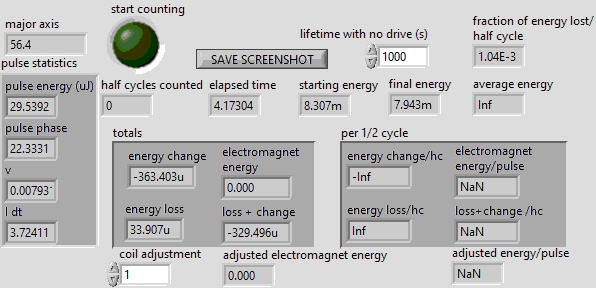 start counting
major axis
56.4
lifetime with no drive (s)
1000
SAVE SCREENSHOT
fraction of energy lost/
half cycle
1.04E-3
pulse statistics
pulse energy (uJ)
29.5392
pulse phase
22.3331
v
0.00793
I dt
3.72411
half cycles counted
0
elapsed time
4.17304
starting energy
8.307m
final energy
7.943m
average energy
Inf
totals
energy change
-363.403u
electromagnet
energy
0.000
energy loss
33.907u
loss + change
-329.496u
per 1/2 cycle
energy change/hc
-Inf
electromagnet
energy/pulse
NaN
energy loss/hc
Inf
loss+change /hc
NaN
coil adjustment
1
adjusted electromagnet energy
0.000
adjusted energy/pulse
NaN